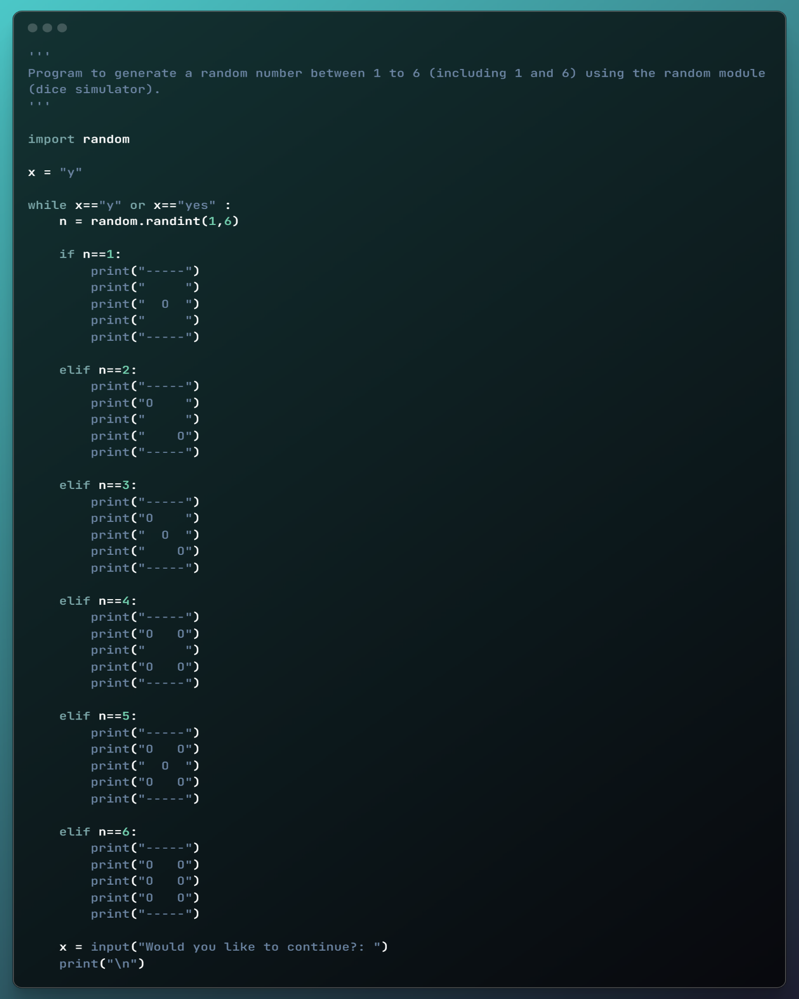 '''
Program to generate a random number between 1 to 6 (including 1 and 6) using the random module
(dice simulator).
'''

import random

x = "y"

while x=="y" or x=="yes" :
    n = random.randint(1,6)

    if n==1:
        print("-----")
        print("     ")
        print("  O  ")
        print("     ")
        print("-----")

    elif n==2:
        print("-----")
        print("O    ")
        print("     ")
        print("    O")
        print("-----")

    elif n==3:
        print("-----")
        print("O    ")
        print("  O  ")
        print("    O")
        print("-----")

    elif n==4:
        print("-----")
        print("O   O")
        print("     ")
        print("O   O")
        print("-----")

    elif n==5:
        print("-----")
        print("O   O")
        print("  O  ")
        print("O   O")
        print("-----")

    elif n==6:
        print("-----")
        print("O   O")
        print("O   O")
        print("O   O")
        print("-----")

    x = input("Would you like to continue?: ")
    print("\n")